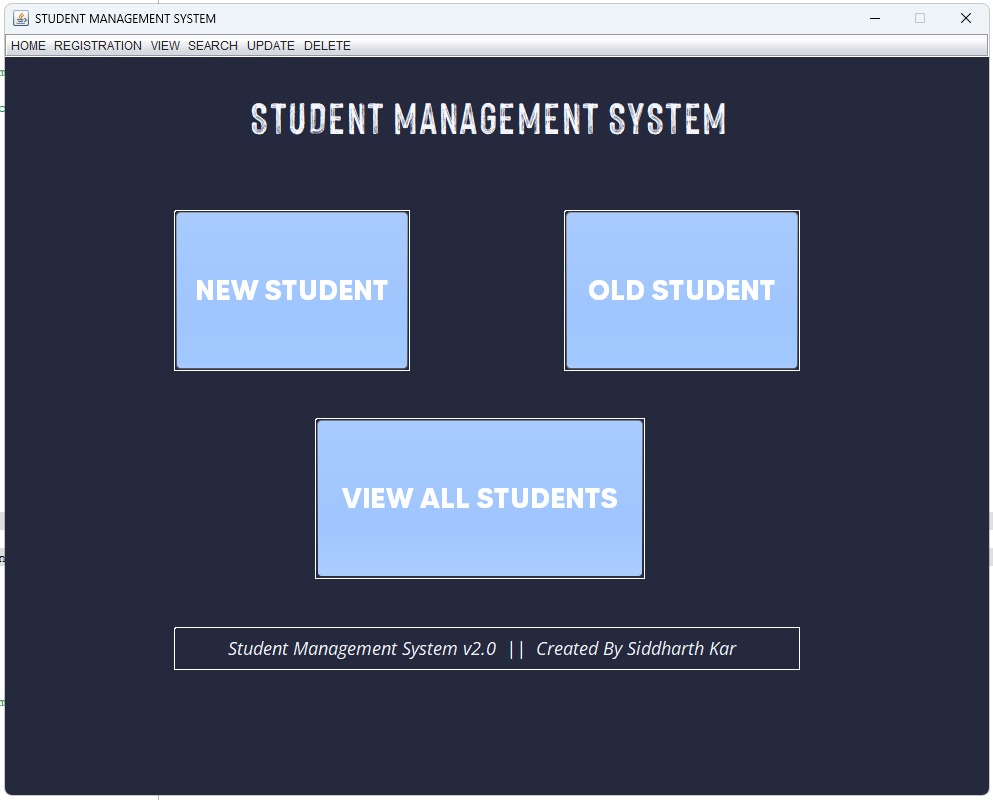 STUDENT MANAGEMENT SYSTEM
HOME REGISTRATION VIEW SEARCH UPDATE DELETE
STUDENT MANAGEMENT SYSTEM
NEW STUDENT OLD STUDENT
VIEW ALL STUDENTS
Student Management System v2.0 || Created By Siddharth Kar